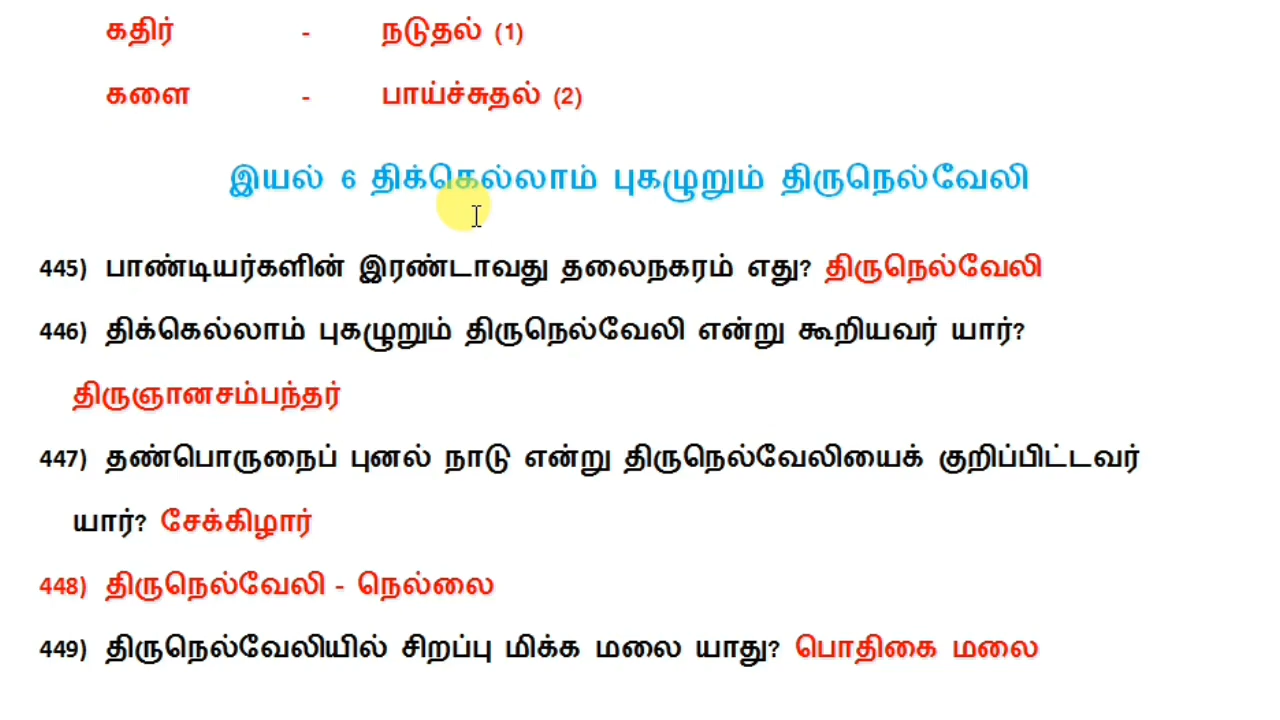 கதிர் - நடுதல் (1)
களை - பாய்ச்சுதல் (2)
இயல் 6 திக்கெல்லாம் புகழுறும் திருநெல்வேலி
445) பாண்டியர்களின் இரண்டாவது தலைநகரம் எது? திருநெல்வேலி
446) திக்கெல்லாம் புகழுறும் திருநெல்வேலி என்று கூறியவர் யார்?
திருஞானசம்பந்தர்
447) தண்பொருநைப் புனல் நாடு என்று திருநெல்வேலியைக் குறிப்பிட்டவர்
யார்? சேக்கிழார்
448) திருநெல்வேலி - நெல்லை
449) திருநெல்வேலியில் சிறப்பு மிக்க மலை யாது? பொதிகை மலை